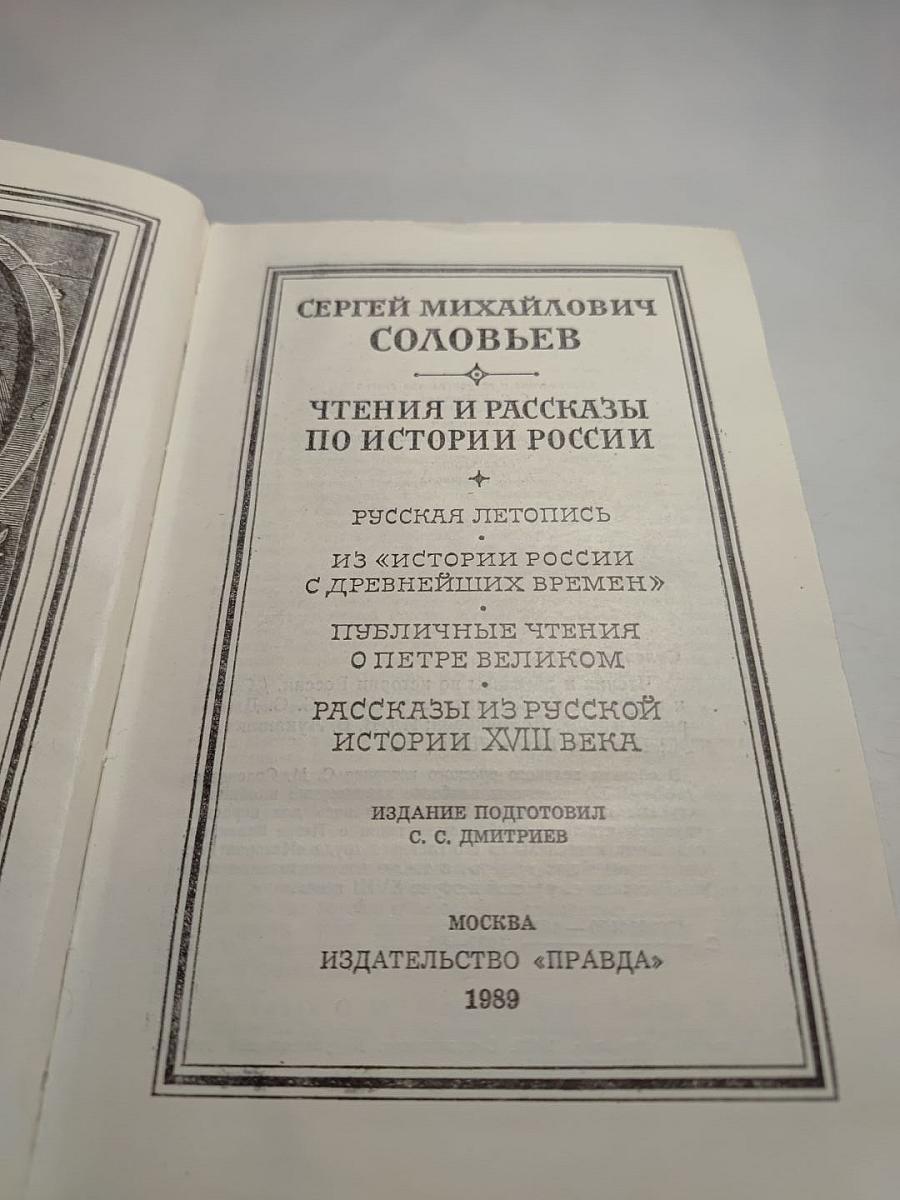 СЕРГЕЙ МИХАЙЛОВИЧ
СОЛОВЬЕВ
ЧТЕНИЯ И РАССКАЗЫ
ПО ИСТОРИИ РОССИИ
РУССКАЯ ЛЕТОПИСЬ
ИЗ «ИСТОРИИ РОССИИ
С ДРЕВНЕЙШИХ ВРЕМЕН»
ПУБЛИЧНЫЕ ЧТЕНИЯ
О ПЕТРЕ ВЕЛИКОМ
РАССКАЗЫ ИЗ РУССКОЙ
ИСТОРИИ XVIII ВЕКА
ИЗДАНИЕ ПОДГОТОВИЛ
С. С. ДМИТРИЕВ
МОСКВА
ИЗДАТЕЛЬСТВО «ПРАВДА»
1989